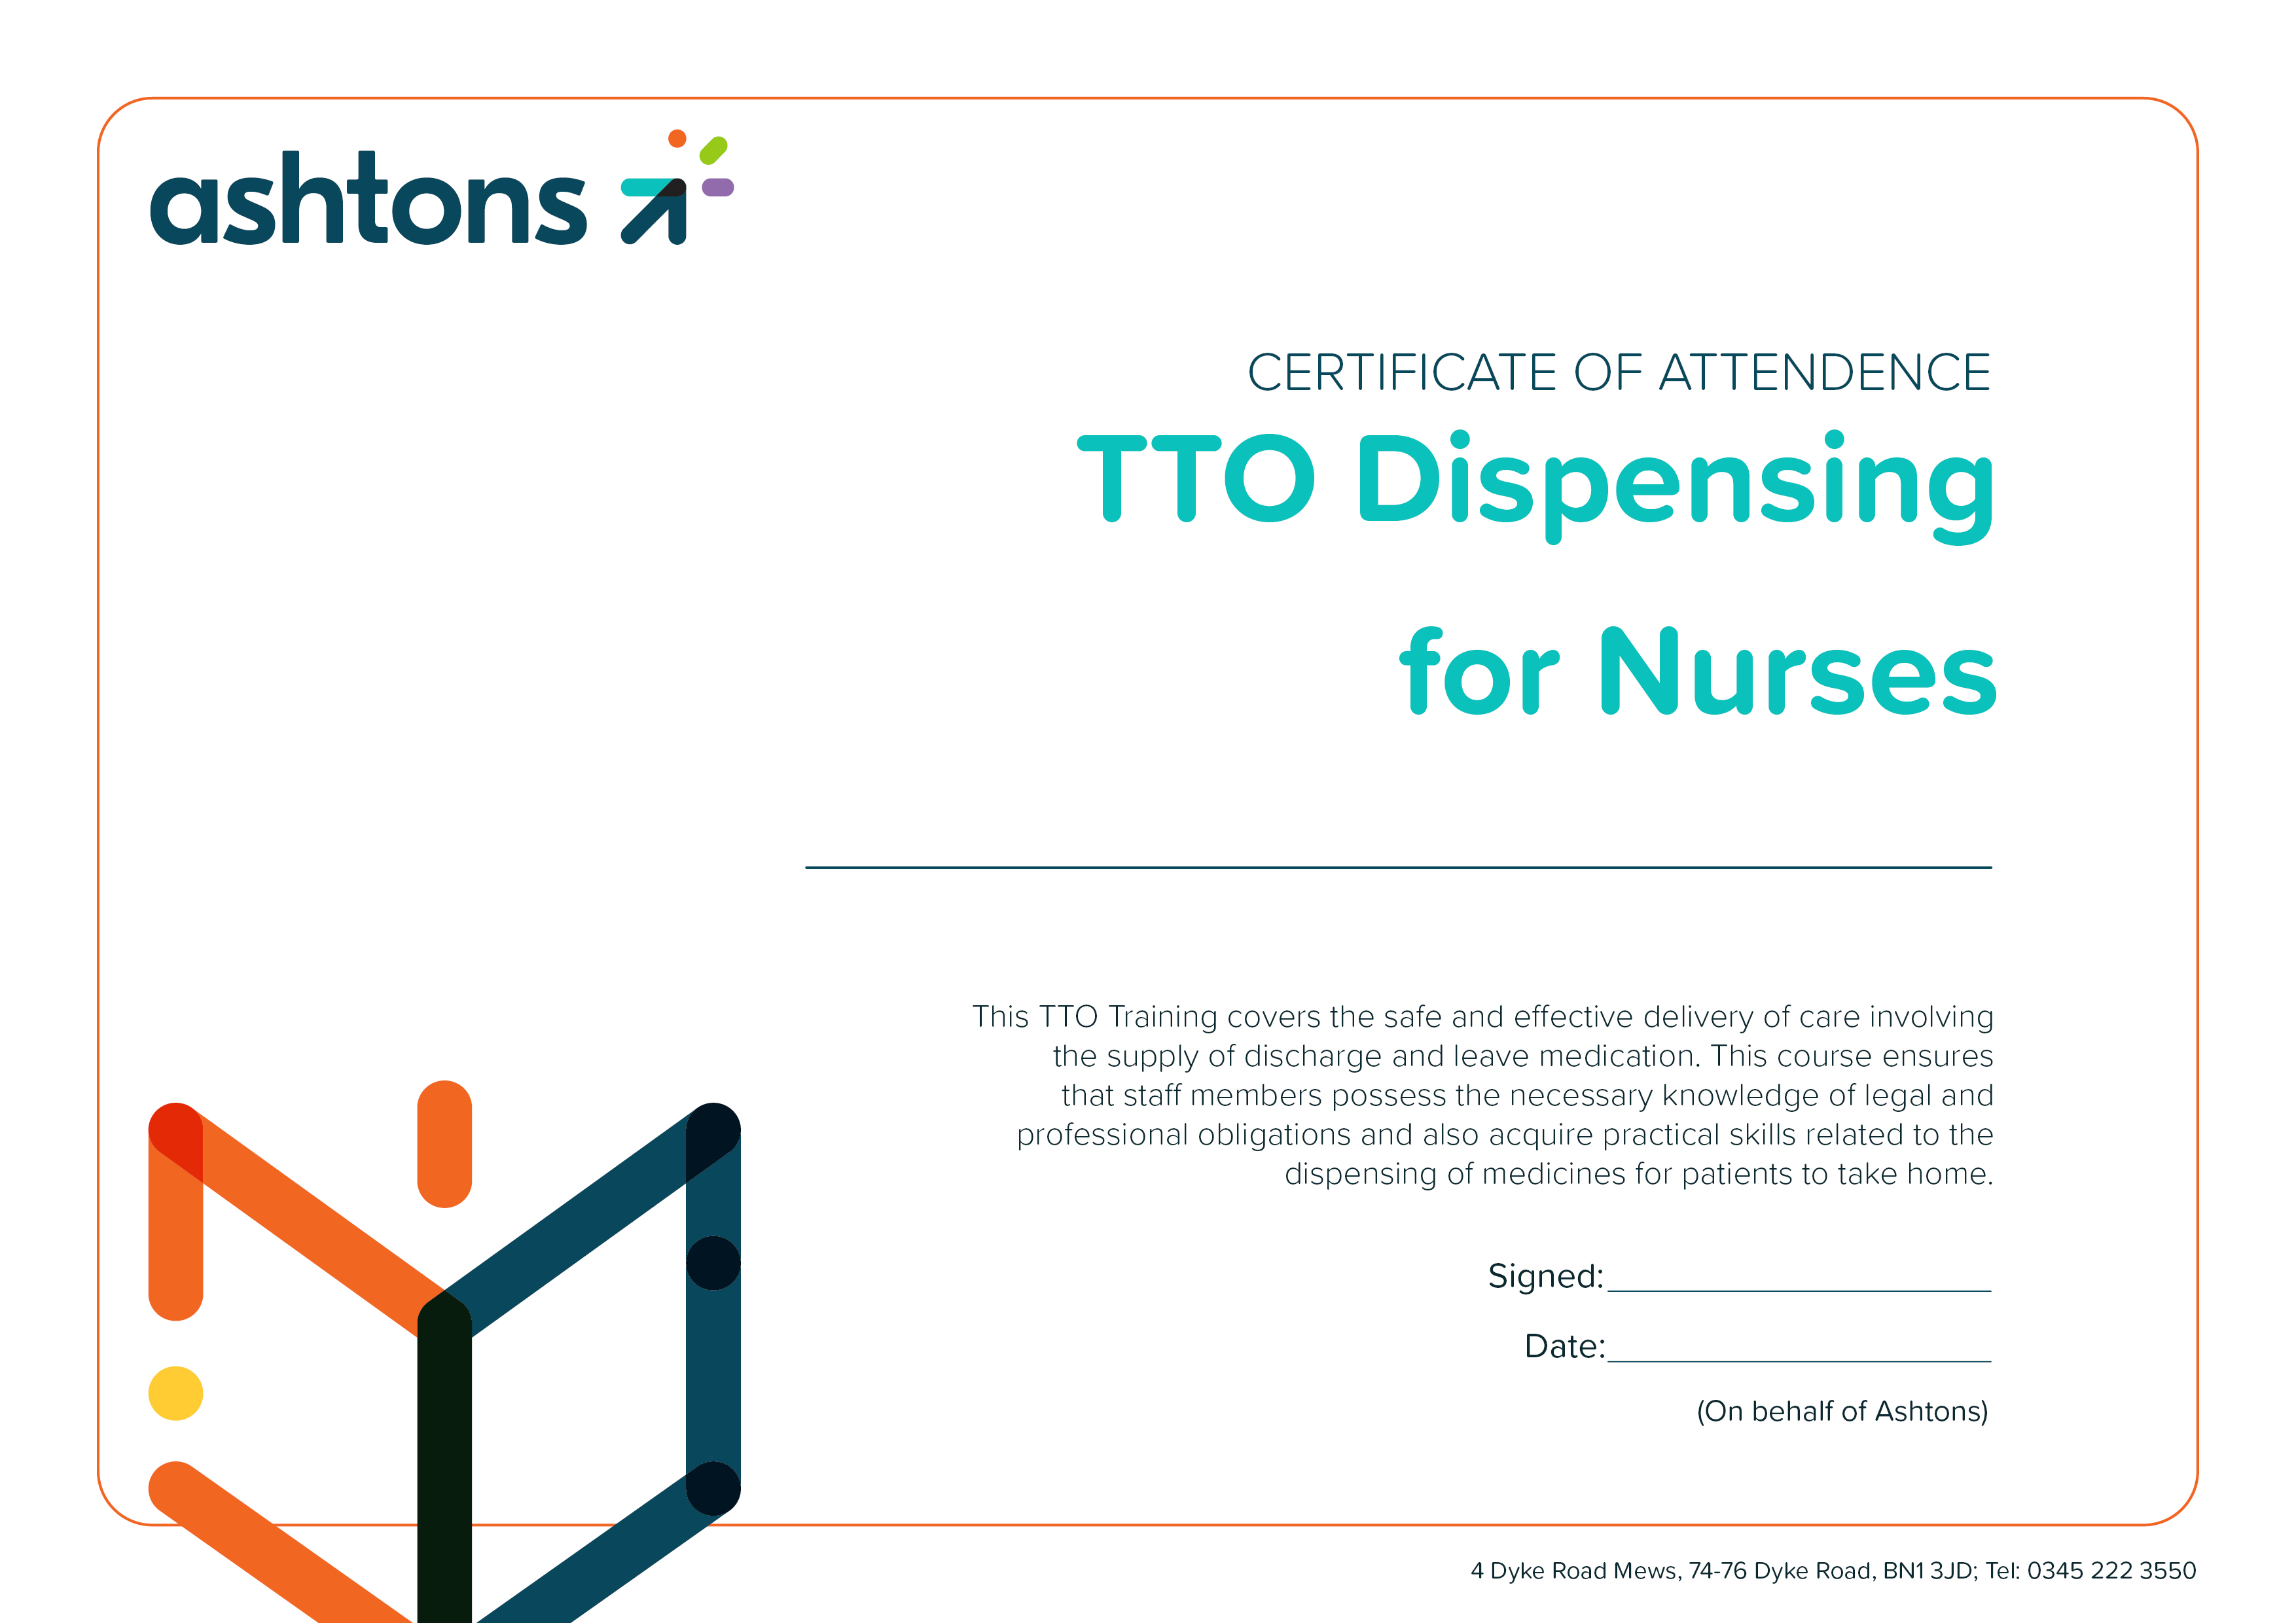 ashtons
CERTIFICATE OF ATTENDENCE
TTO Dispensing
for Nurses
This TTO Training covers the safe and effective delivery of care involving
the supply of discharge and leave medication. This course ensures
that staff members possess the necessary knowledge of legal and
professional obligations and also acquire practical skills related to the
dispensing of medicines for patients to take home.
Signed:
Date:
(On behalf of Ashtons)
4 Dyke Road Mews, 74-76 Dyke Road, BN1 3JD; Tel: 0345 222 3550